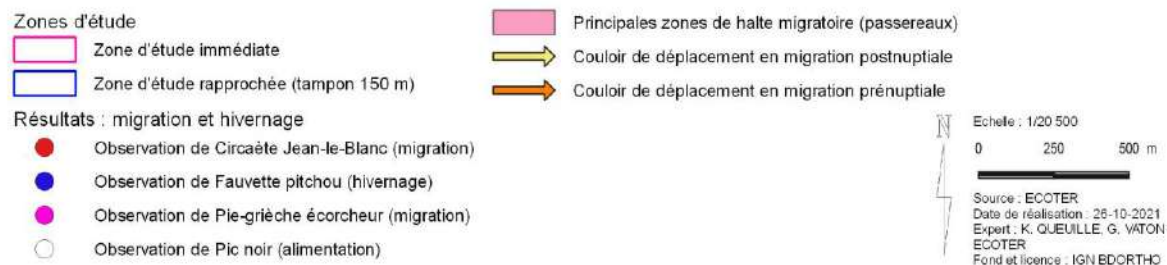 Zones d'étude
Zone d'étude immédiate
Zone d'étude rapprochée (tampon 150 m)
Résultats : migration et hivernage
Observation de Circaète Jean-le-Blanc (migration)
Observation de Fauvette pitchou (hivernage)
Observation de Pie-grièche écorcheur (migration)
Observation de Pic noir (alimentation)
Principales zones de halte migratoire (passereaux)
Couloir de déplacement en migration postnuptiale
Couloir de déplacement en migration prénuptiale
N
Echelle : 1/20 500
0 250 500 m
Source : ECOTER
Date de réalisation : 26-10-2021
Expert : K. QUEUILLE, G. VATON
ECOTER
Fond et licence : IGN BDORTHO